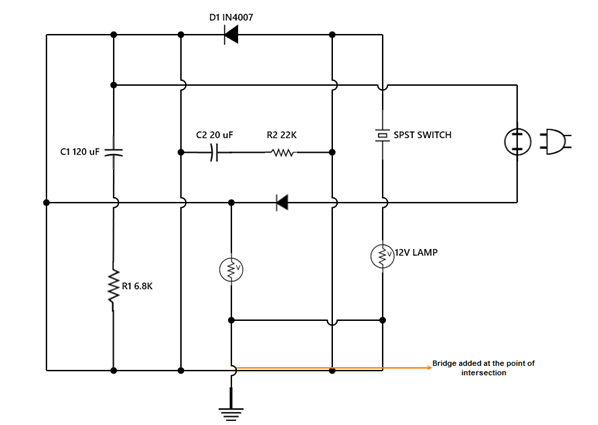 D1 IN4007
C2 20 uF
R2 22K
SPST SWITCH
C1 120 uF
V
V
12V LAMP
R1 6.8K
Bridge added at the point of
intersection